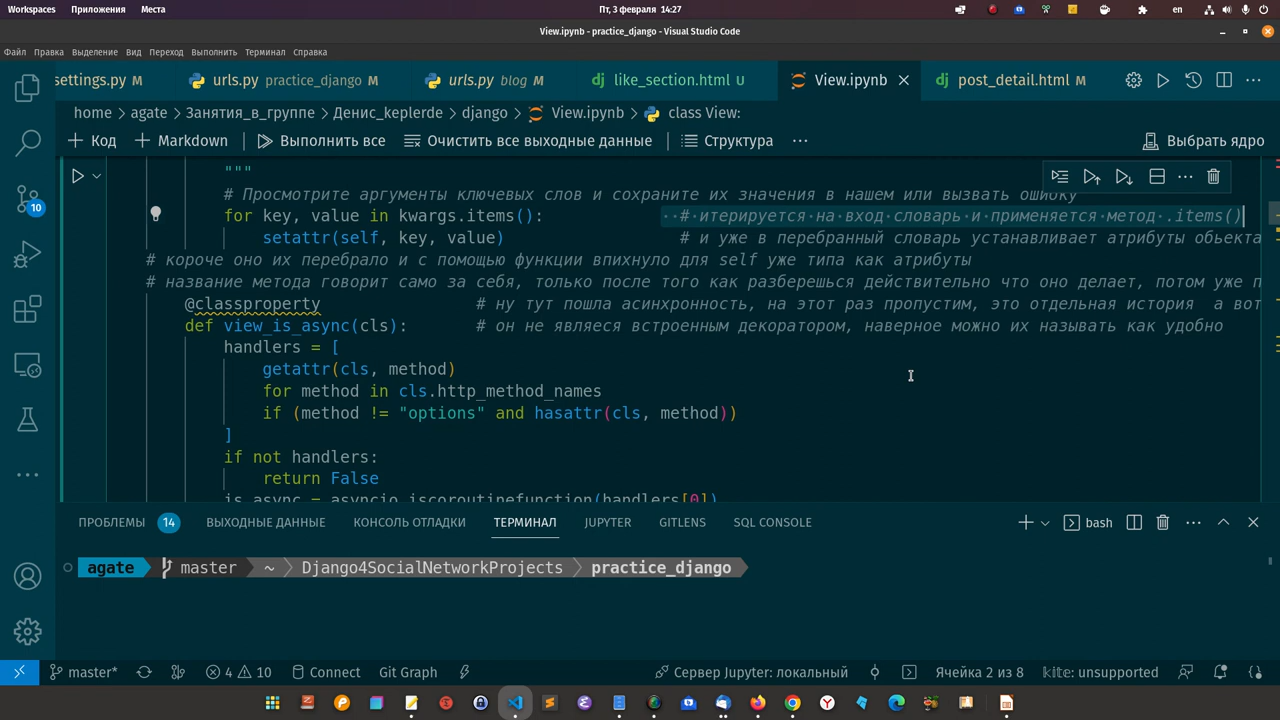 Workspaces Приложения Места Пт, 3 февраля 14:27 en
View.ipynb - practice_django - Visual Studio Code
Файл Правка Выделение Вид Переход Выполнить Терминал Справка
settings.py M urls.py practice_django M urls.py blog M like_section.html U View.ipynb post_detail.html M
home > agate > Занятия_в_группе > Денис_keplerde > django > View.ipynb > class View:
Код Markdown Выполнить все Очистить все выходные данные Структура Выбрать ядро
"""
# Просмотрите аргументы ключевых слов и сохраните их значения в нашем или вызвать ошибку
for key, value in kwargs.items(): # итерируется на вход словарь и применяется метод .items()
setattr(self, key, value) # и уже в перебранный словарь устанавливает атрибуты обьекта
# короче оно их перебрало и с помощью функции впихнуло для self уже типа как атрибуты
# название метода говорит само за себя, только после того как разберешься действительно что оно делает, потом уже п
@classproperty # ну тут пошла асинхронность, на этот раз пропустим, это отдельная история а вот
def view_is_async(cls): # он не являеся встроенным декоратором, наверное можно их называть как удобно
handlers = [
getattr(cls, method)
for method in cls.http_method_names
if (method != "options" and hasattr(cls, method))
]
if not handlers:
return False
is_async = asyncio.iscoroutinefunction(handlers[0])
10
ПРОБЛЕМЫ 14 ВЫХОДНЫЕ ДАННЫЕ КОНСОЛЬ ОТЛАДКИ ТЕРМИНАЛ JUPYTER GITLENS SQL CONSOLE bash
agate master ~ Django4SocialNetworkProjects practice_django
master* 4 10 Connect Git Graph Сервер Jupyter: локальный Ячейка 2 из 8 kite: unsupported